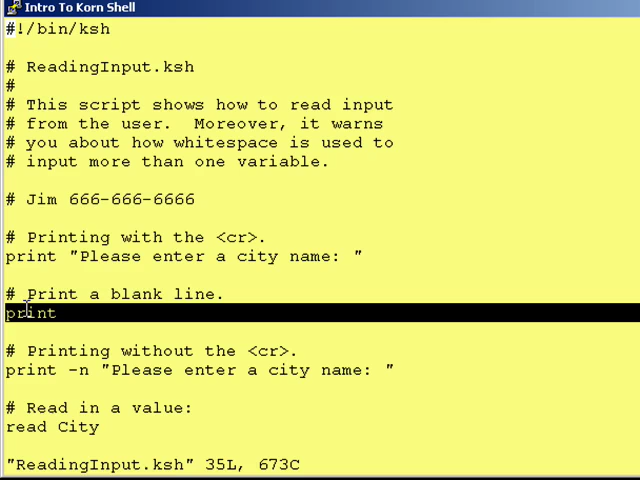 Intro To Korn Shell
#!/bin/ksh
# ReadingInput.ksh
#
# This script shows how to read input
# from the user.  Moreover, it warns
# you about how whitespace is used to
# input more than one variable.
# Jim 666-666-6666
# Printing with the <cr>.
print "Please enter a city name: "
# Print a blank line.
print
# Printing without the <cr>.
print -n "Please enter a city name: "
# Read in a value:
read City
"ReadingInput.ksh" 35L, 673C